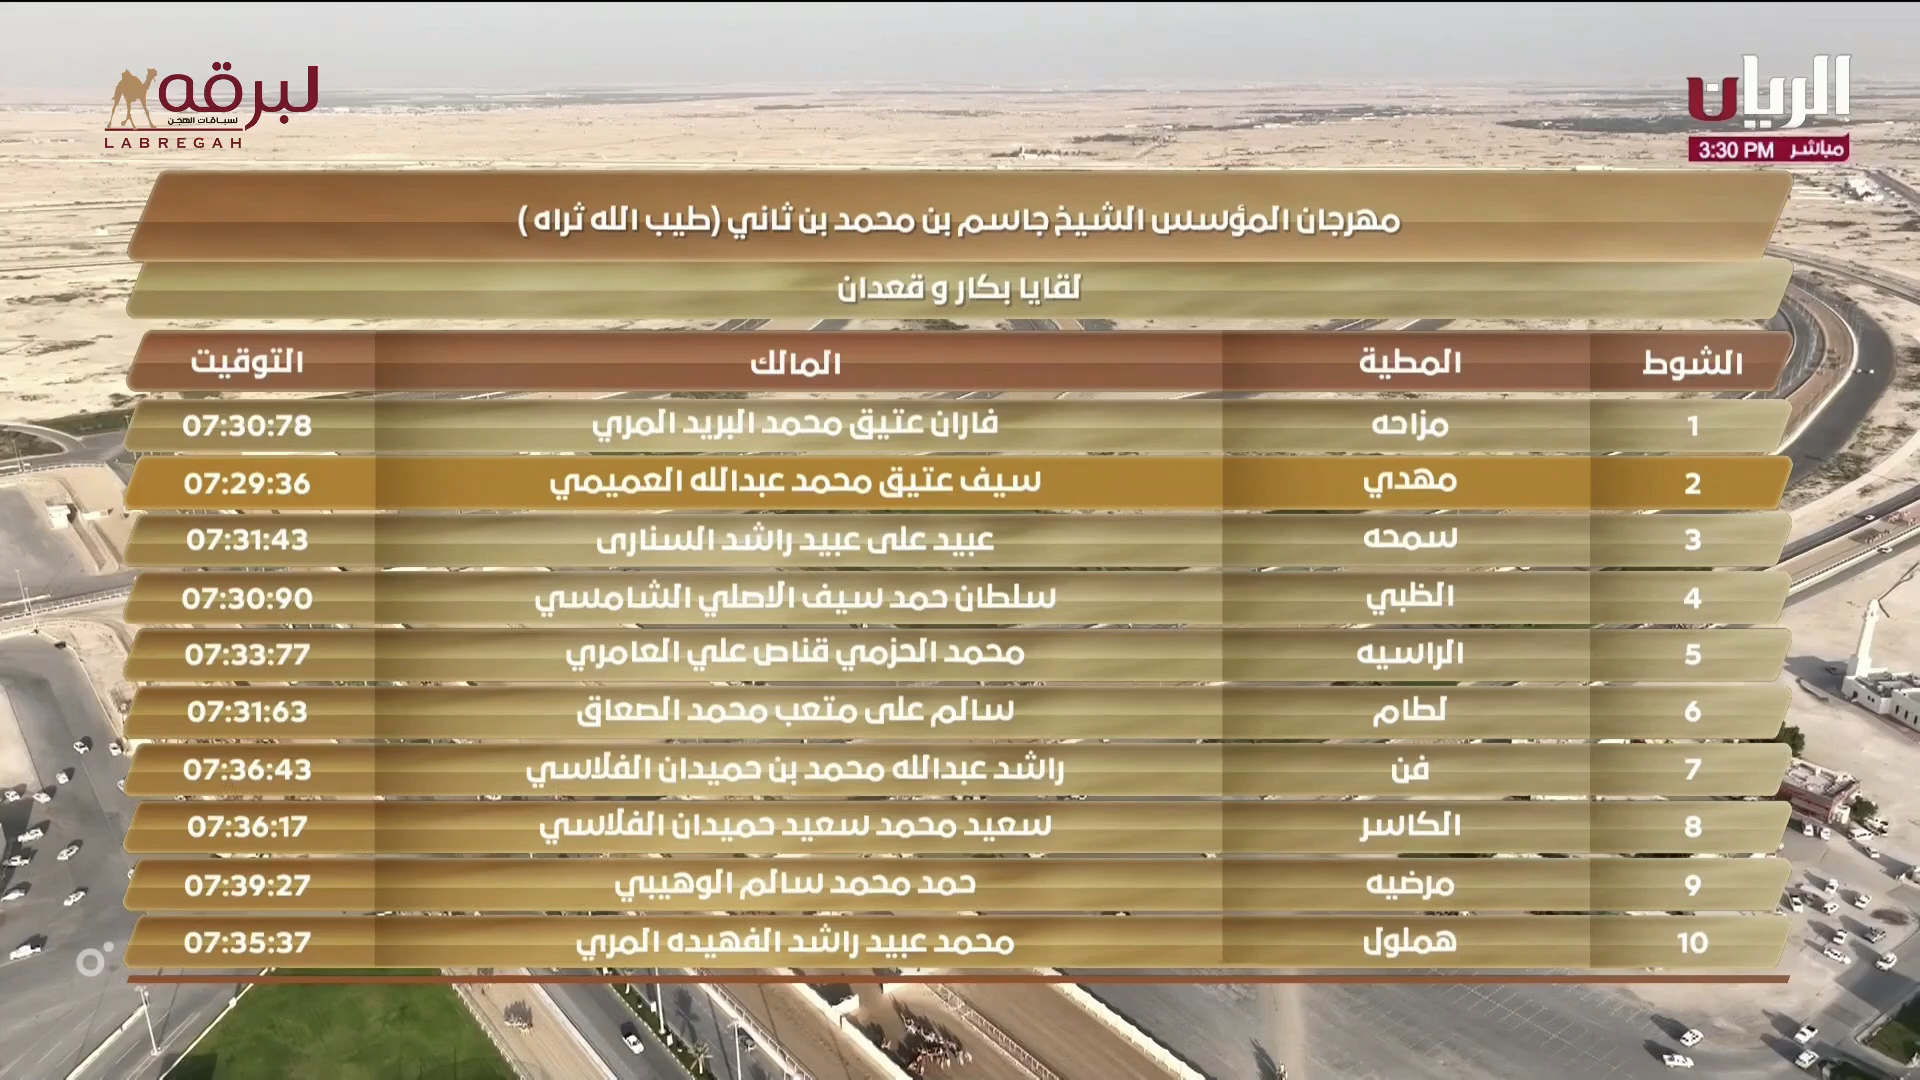 لبرقه
لسباقات الهجن
LABREGAH
الريان
مباشر 3:30 PM
مهرجان المؤسس الشيخ جاسم بن محمد بن ثاني (طيب الله ثراه )
لقايا بكار و قعدان
الشوط المطية المالك التوقيت
1 مزاحه فاران عتيق محمد البريد المري 07:30:78
2 مهدي سيف عتيق محمد عبدالله العميمي 07:29:36
3 سمحه عبيد على عبيد راشد السنارى 07:31:43
4 الظبي سلطان حمد سيف الاصلي الشامسي 07:30:90
5 الراسيه محمد الحزمي قناص علي العامري 07:33:77
6 لطام سالم على متعب محمد الصعاق 07:31:63
7 فن راشد عبدالله محمد بن حميدان الفلاسي 07:36:43
8 الكاسر سعيد محمد سعيد حميدان الفلاسي 07:36:17
9 مرضيه حمد محمد سالم الوهيبي 07:39:27
10 هملول محمد عبيد راشد الفهيده المري 07:35:37